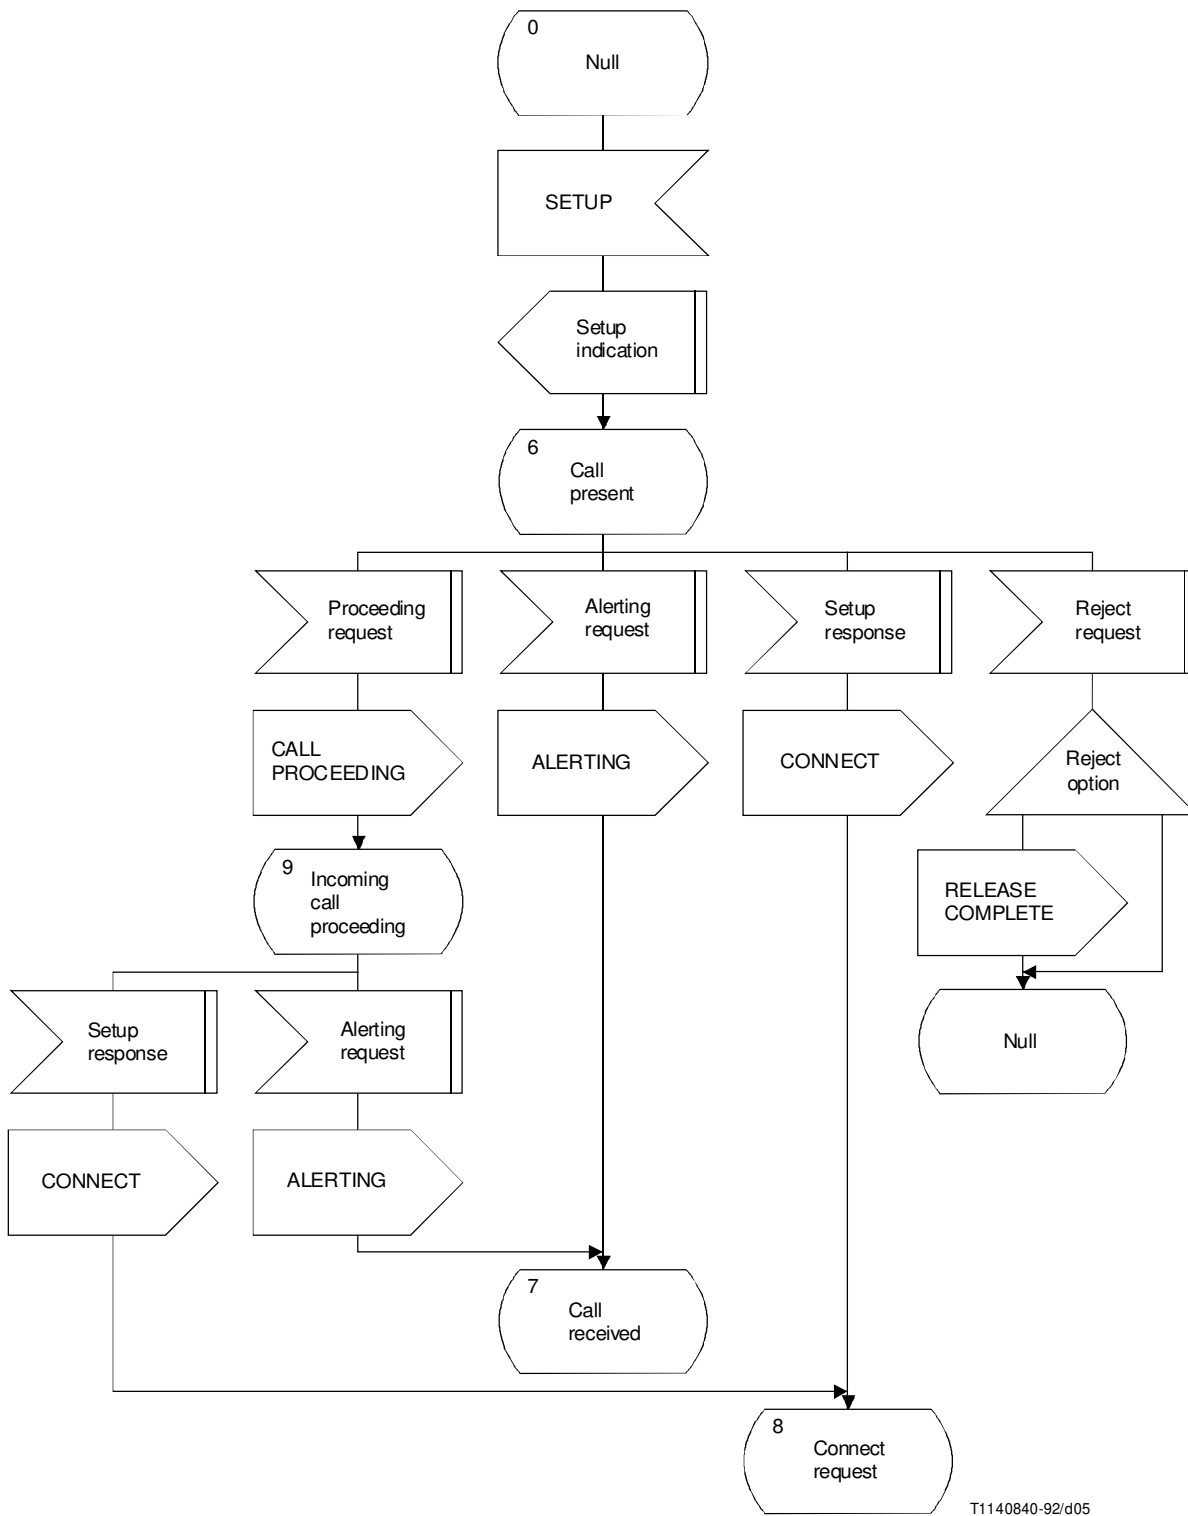 0
Null
SETUP
Setup
indication
6
Call
present
Proceeding
request
Alerting
request
Setup
response
Reject
request
CALL
PROCEEDING
ALERTING
CONNECT
Reject
option
9
Incoming
call
proceeding
RELEASE
COMPLETE
Setup
response
Alerting
request
Null
CONNECT
ALERTING
7
Call
received
8
Connect
request
T1140840-92/d05